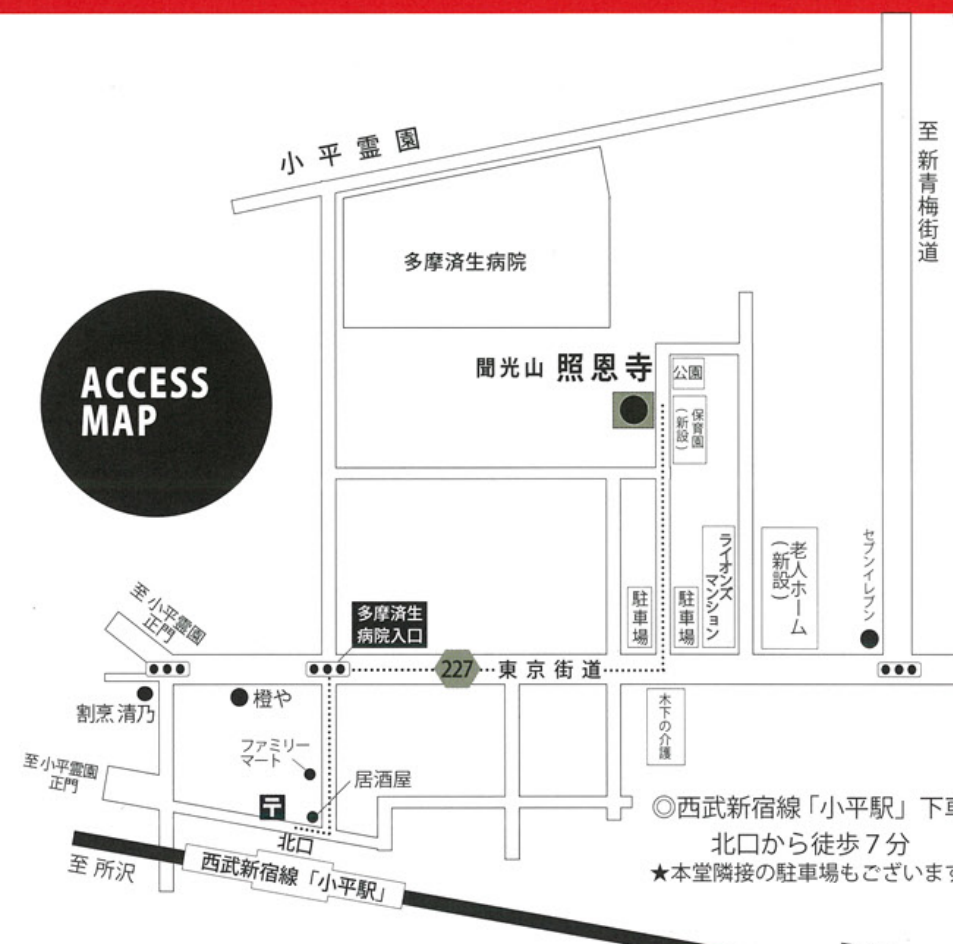 小平霊園
至 新青梅街道
多摩済生病院
ACCESS
MAP
聞光山 照恩寺
公園
保育園
(新設)
ライオンズ
マンション
老人ホーム
(新設)
セブンイレブン
駐車場
駐車場
至 小平霊園
正門
多摩済生
病院入口
227 東京街道
割烹 清乃
橙や
木下の介護
ファミリー
マート
至 小平霊園
正門
居酒屋
〒
北口
至 所沢
西武新宿線「小平駅」
◎西武新宿線「小平駅」下車
北口から徒歩7分
★本堂隣接の駐車場もございます